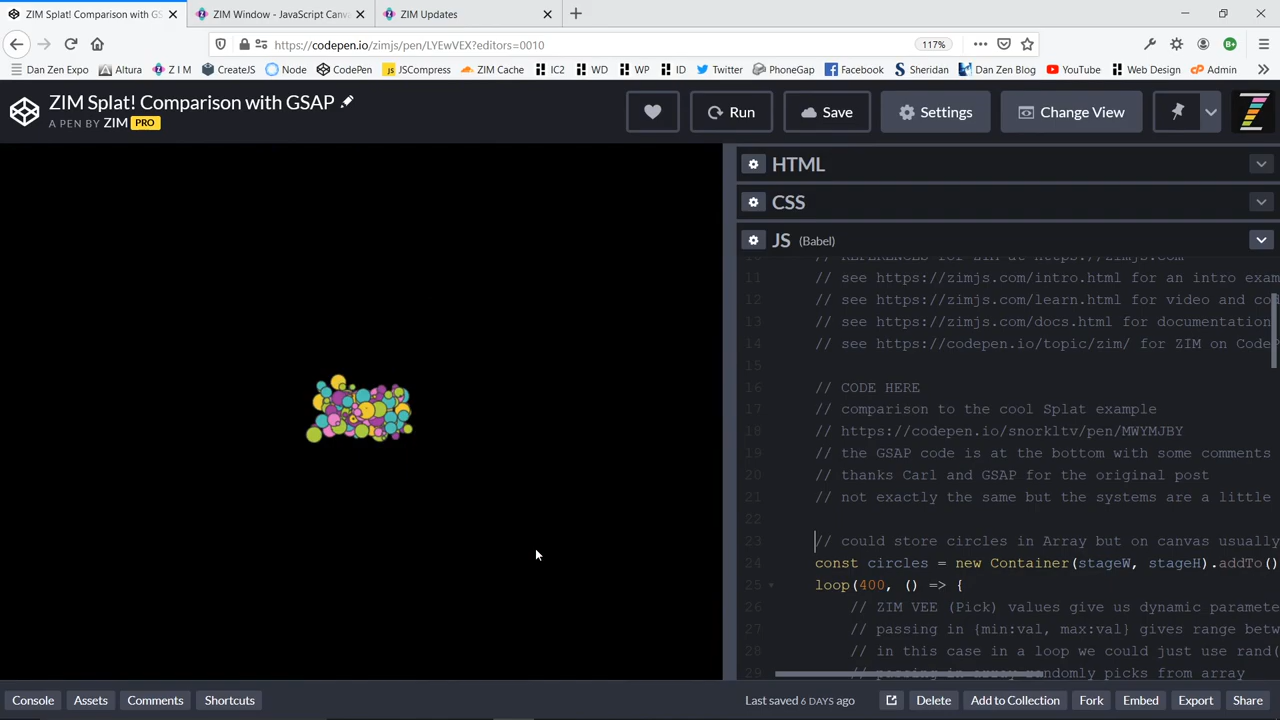 ZIM Splat! Comparison with GS
ZIM Window - JavaScript Canv
ZIM Updates
https://codepen.io/zimjs/pen/LYEwVEX?editors=0010
117%
Dan Zen Expo
Altura
Z I M
CreateJS
Node
CodePen
JS JSCompress
ZIM Cache
IC2
WD
WP
ID
Twitter
PhoneGap
Facebook
Sheridan
Dan Zen Blog
YouTube
Web Design
Admin
ZIM Splat! Comparison with GSAP
A PEN BY ZIM PRO
Run
Save
Settings
Change View
HTML
CSS
JS (Babel)
11 // see https://zimjs.com/intro.html for an intro exam
12 // see https://zimjs.com/learn.html for video and co
13 // see https://zimjs.com/docs.html for documentation
14 // see https://codepen.io/topic/zim/ for ZIM on CodeP
15
16 // CODE HERE
17 // comparison to the cool Splat example
18 // https://codepen.io/snorkltv/pen/MWYMJBY
19 // the GSAP code is at the bottom with some comments
20 // thanks Carl and GSAP for the original post
21 // not exactly the same but the systems are a little
22
23 // could store circles in Array but on canvas usually
24 const circles = new Container(stageW, stageH).addTo()
25 loop(400, () => {
26 // ZIM VEE (Pick) values give us dynamic paramete
27 // passing in {min:val, max:val} gives range betw
28 // in this case in a loop we could just use rand(
29 // passing in array randomly picks from array
Console
Assets
Comments
Shortcuts
Last saved 6 DAYS ago
Delete
Add to Collection
Fork
Embed
Export
Share